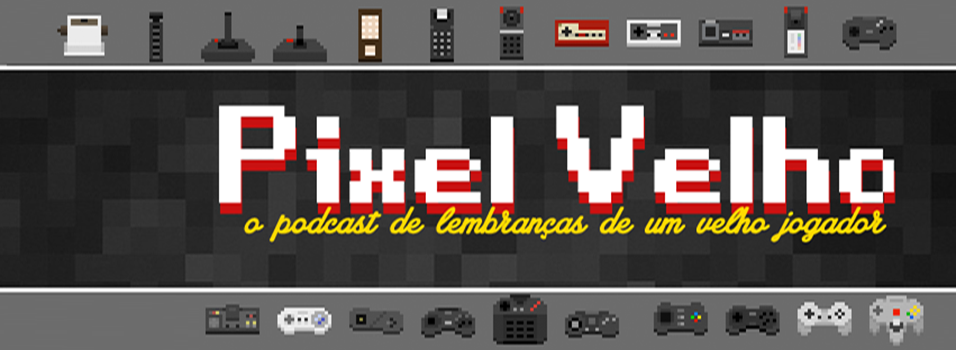 Pixel Velho
o podcast de lembranças de um velho jogador